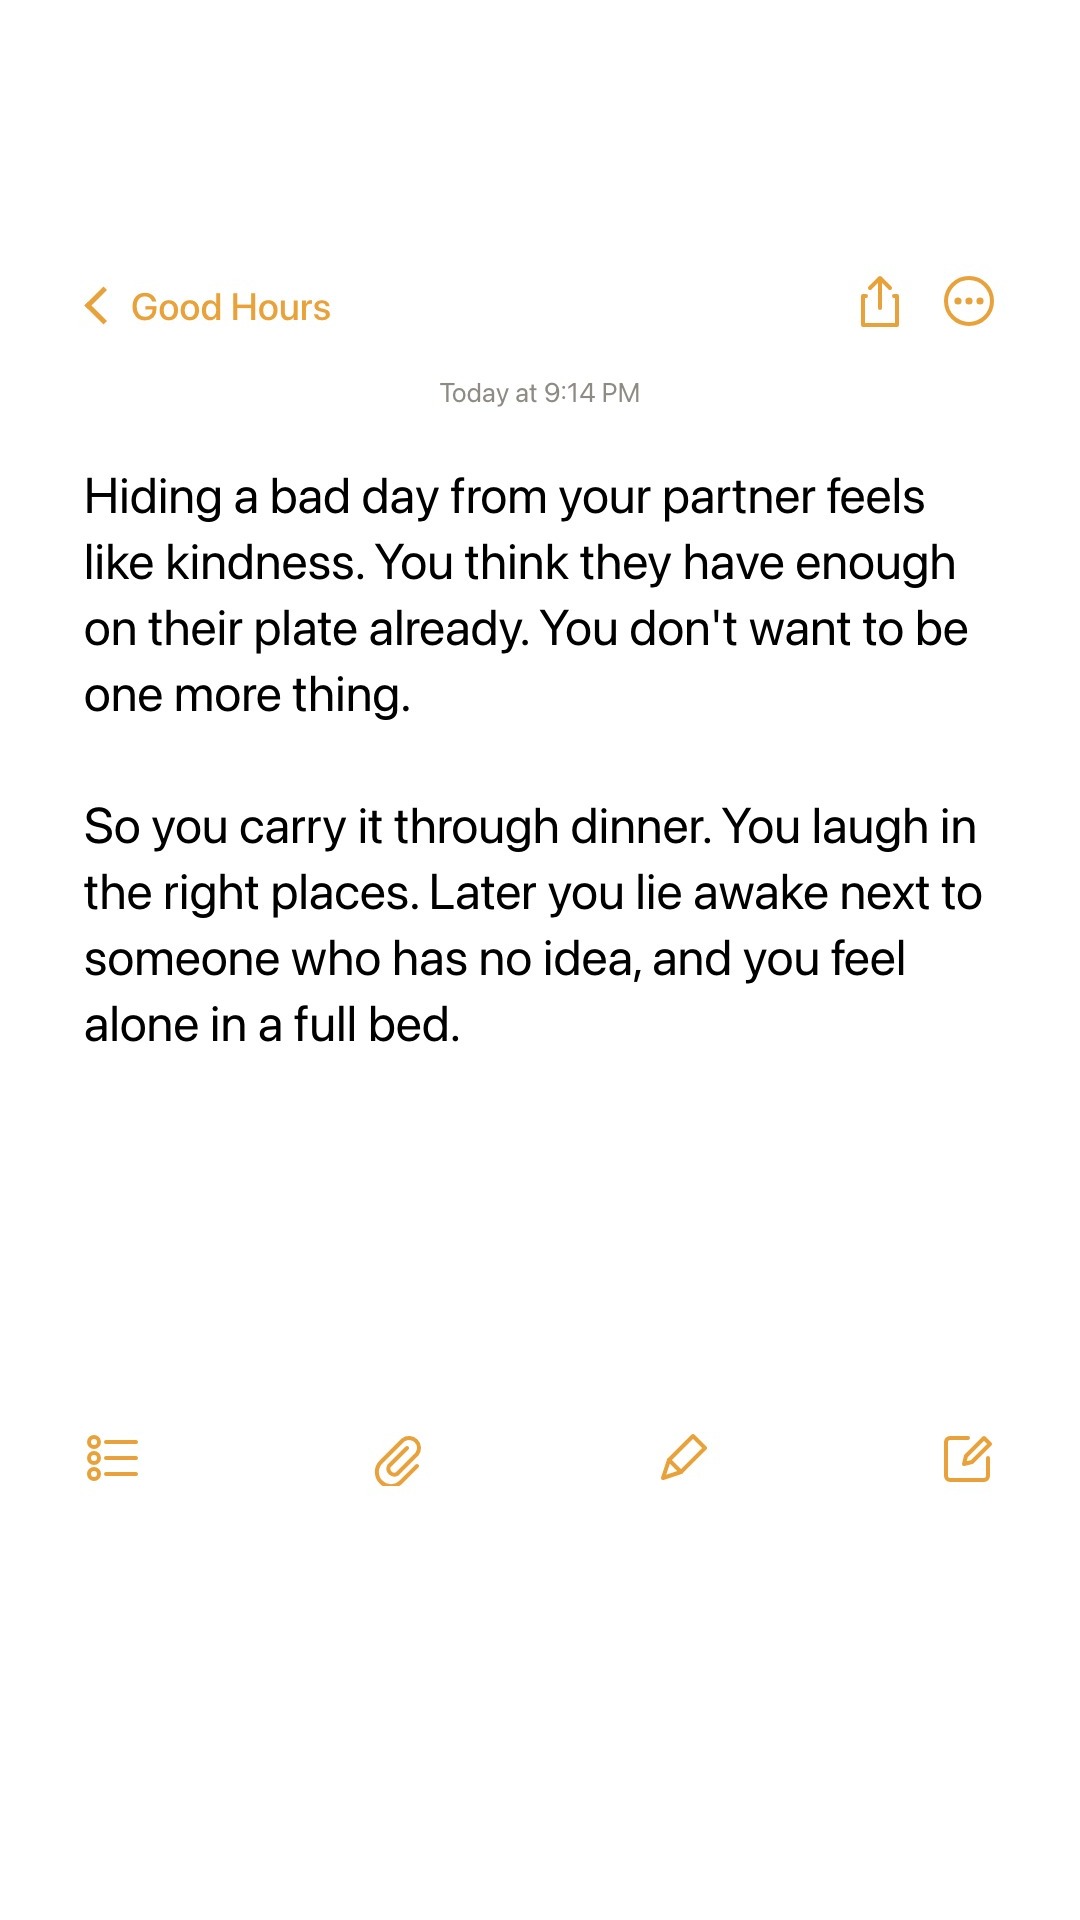 Good Hours
Today at 9:14 PM
Hiding a bad day from your partner feels
like kindness. You think they have enough
on their plate already. You don't want to be
one more thing.
So you carry it through dinner. You laugh in
the right places. Later you lie awake next to
someone who has no idea, and you feel
alone in a full bed.